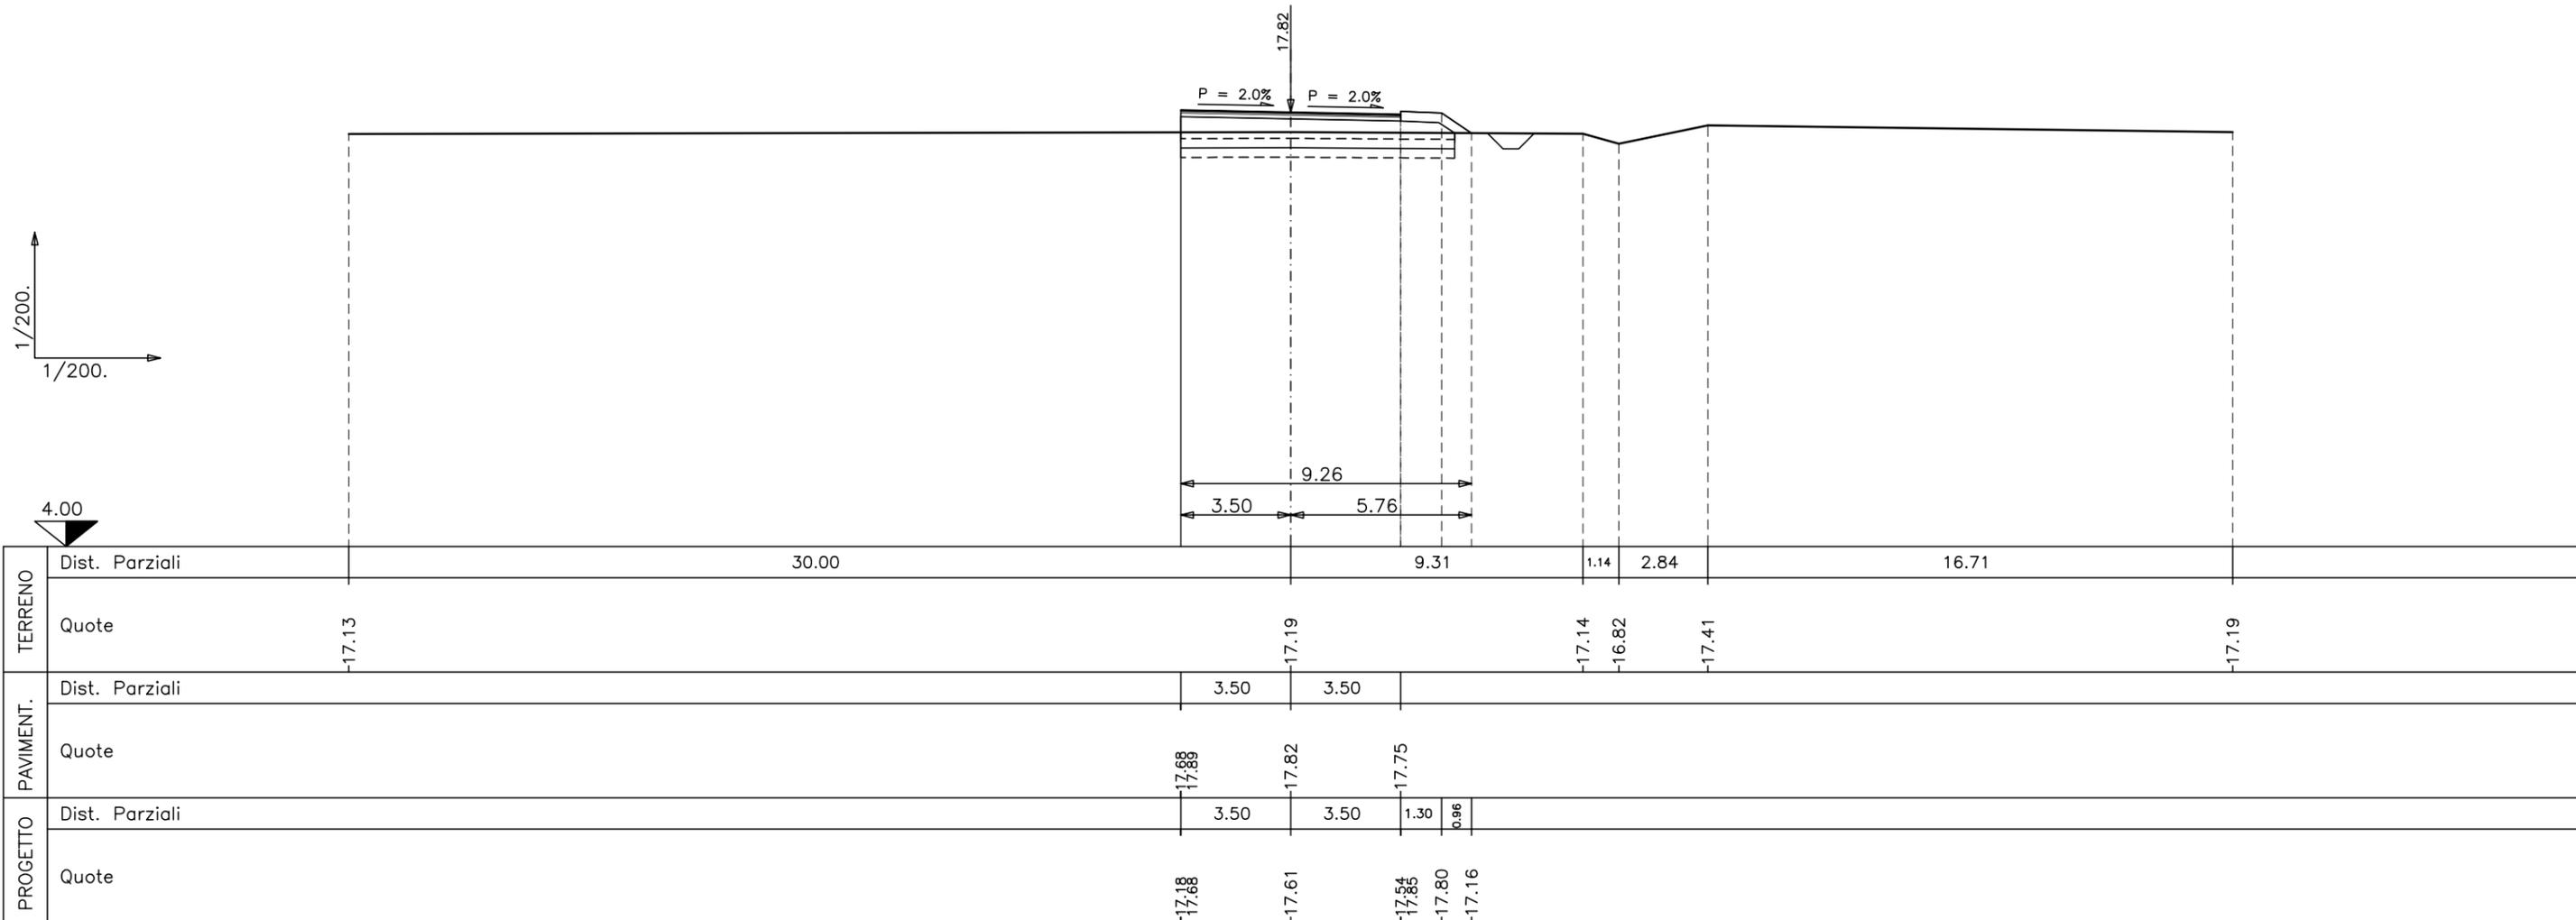 17.82
P = 2.0% P = 2.0%
1/200.
1/200.
9.26
3.50 5.76
4.00
TERRENO
Dist. Parziali 30.00 9.31 1.14 2.84 16.71
Quote 17.13 17.19 17.14 16.82 17.41 17.19
PAVIMENT.
Dist. Parziali 3.50 3.50
Quote 17.68 17.89 17.82 17.75
PROGETTO
Dist. Parziali 3.50 3.50 1.30 0.96
Quote 17.18 17.68 17.61 17.54 17.85 17.80 17.16